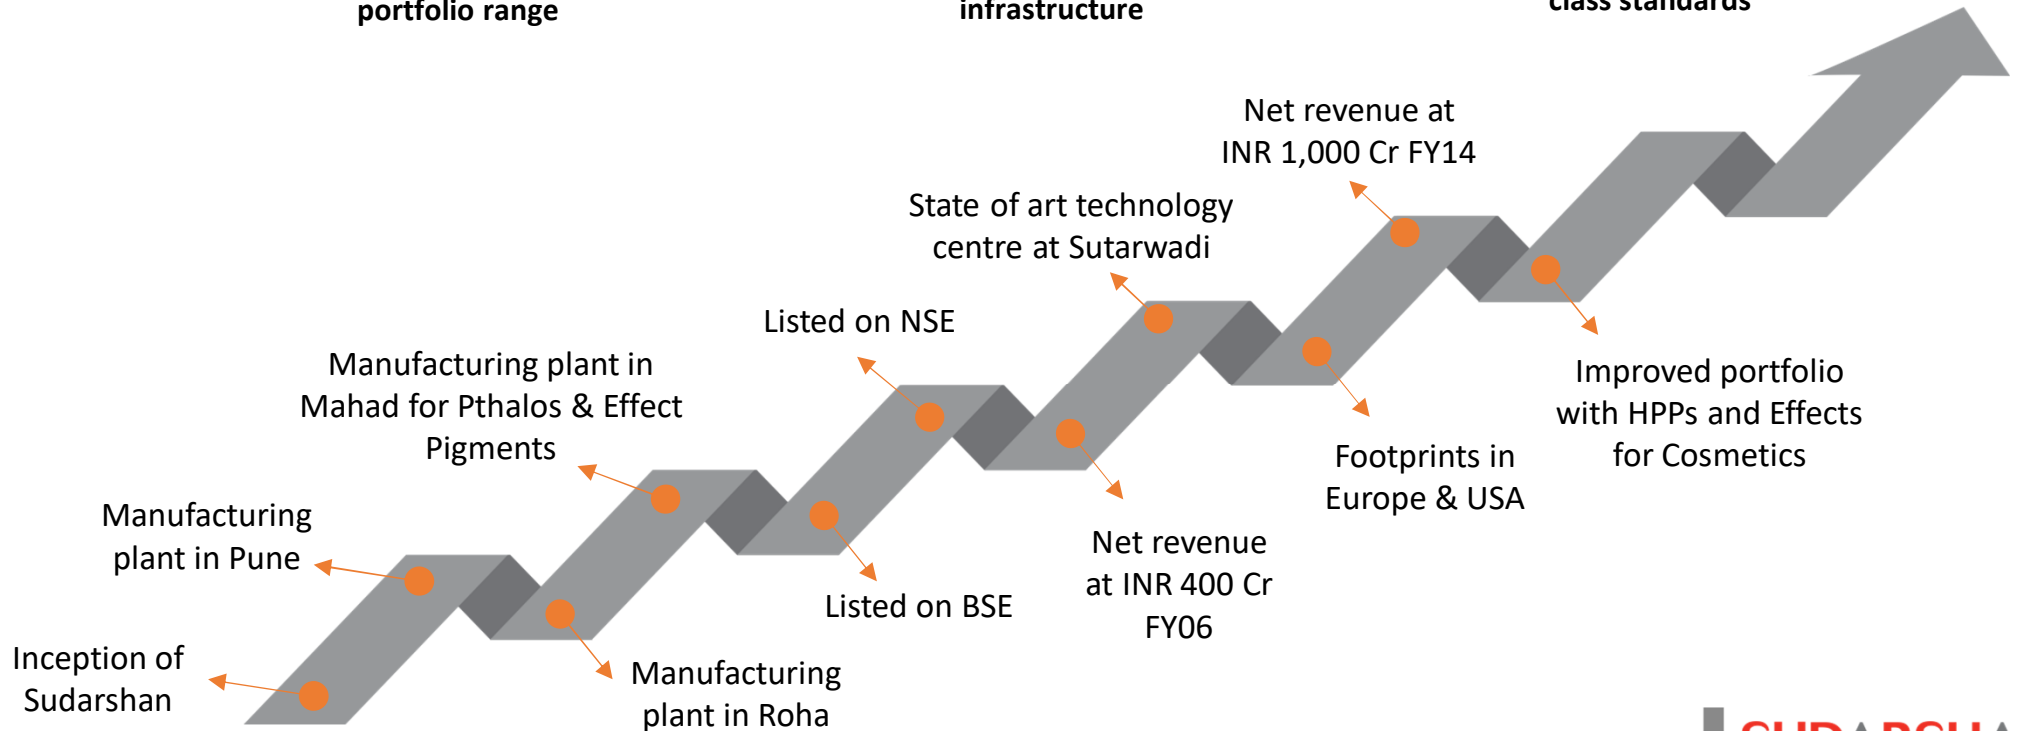 portfolio range
infrastructure
class standards
Net revenue at
INR 1,000 Cr FY14
State of art technology
centre at Sutarwadi
Listed on NSE
Manufacturing plant in
Mahad for Pthalos & Effect
Pigments
Improved portfolio
with HPPs and Effects
for Cosmetics
Footprints in
Europe & USA
Manufacturing
plant in Pune
Net revenue
at INR 400 Cr
FY06
Listed on BSE
Inception of
Sudarshan
Manufacturing
plant in Roha
SUDARSHA